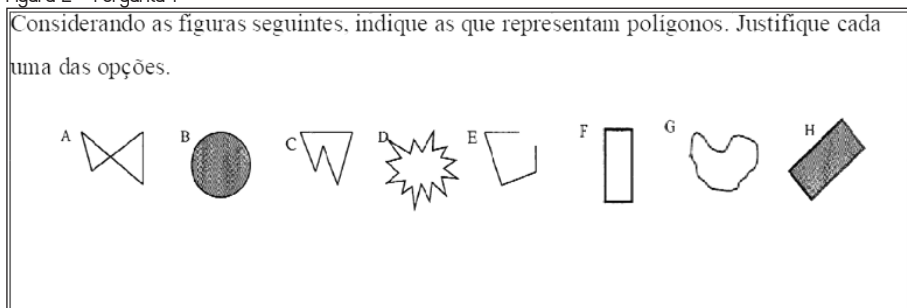 Considerando as figuras seguintes, indique as que representam polígonos. Justifique cada
uma das opções.
A B C D E F G H